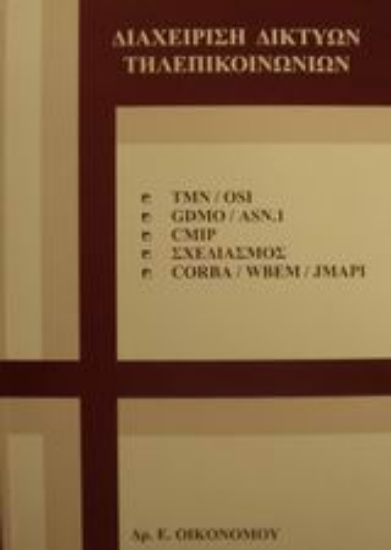 ΔΙΑΧΕΙΡΙΣΗ ΔΙΚΤΥΩΝ
ΤΗΛΕΠΙΚΟΙΝΩΝΙΩΝ
TMN / OSI
GDMO / ASN.1
CMIP
ΣΧΕΔΙΑΣΜΟΣ
CORBA / WBEM / JMAPI
Δρ. Ε. ΟΙΚΟΝΟΜΟΥ